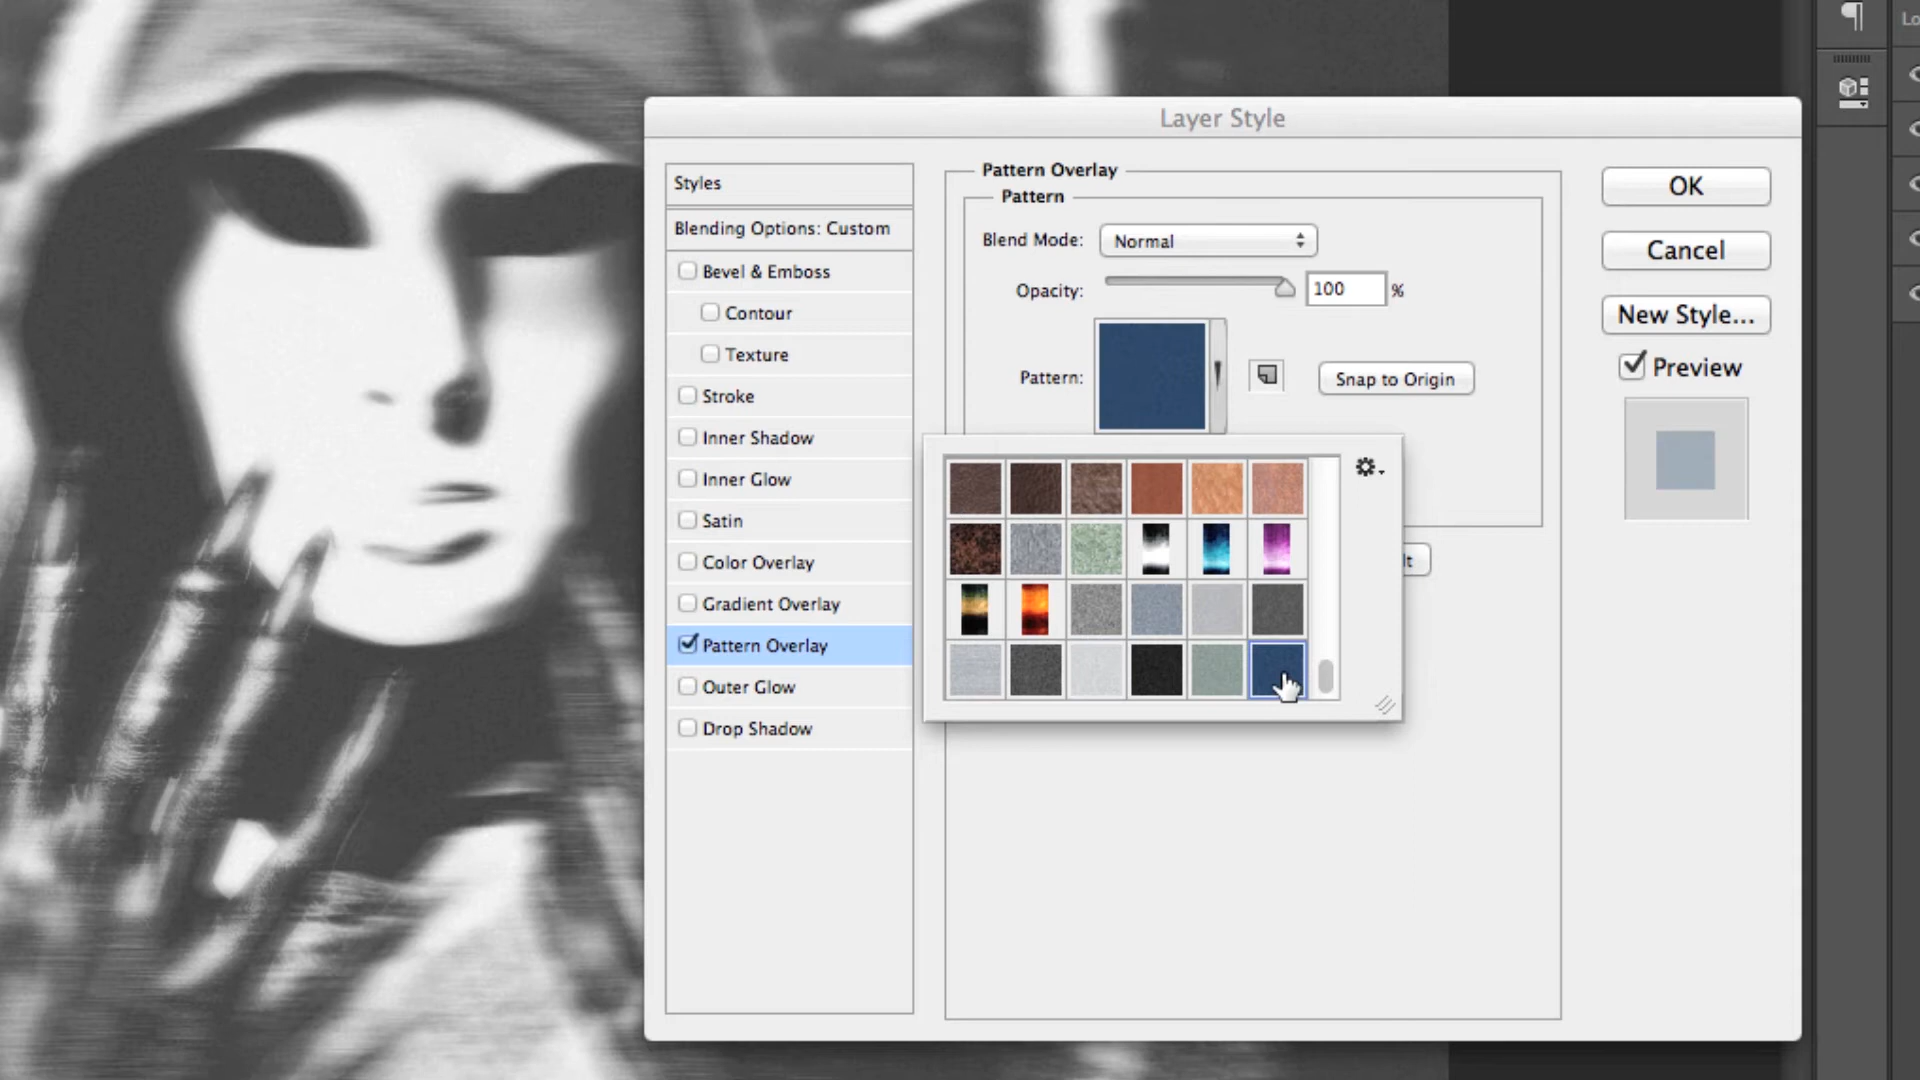 Lo
Layer Style
Styles
Blending Options: Custom
Bevel & Emboss
Contour
Texture
Stroke
Inner Shadow
Inner Glow
Satin
Color Overlay
Gradient Overlay
Pattern Overlay
Outer Glow
Drop Shadow
Pattern Overlay
Pattern
Blend Mode: Normal
Opacity: 100 %
Pattern: Snap to Origin
lt
OK
Cancel
New Style...
Preview